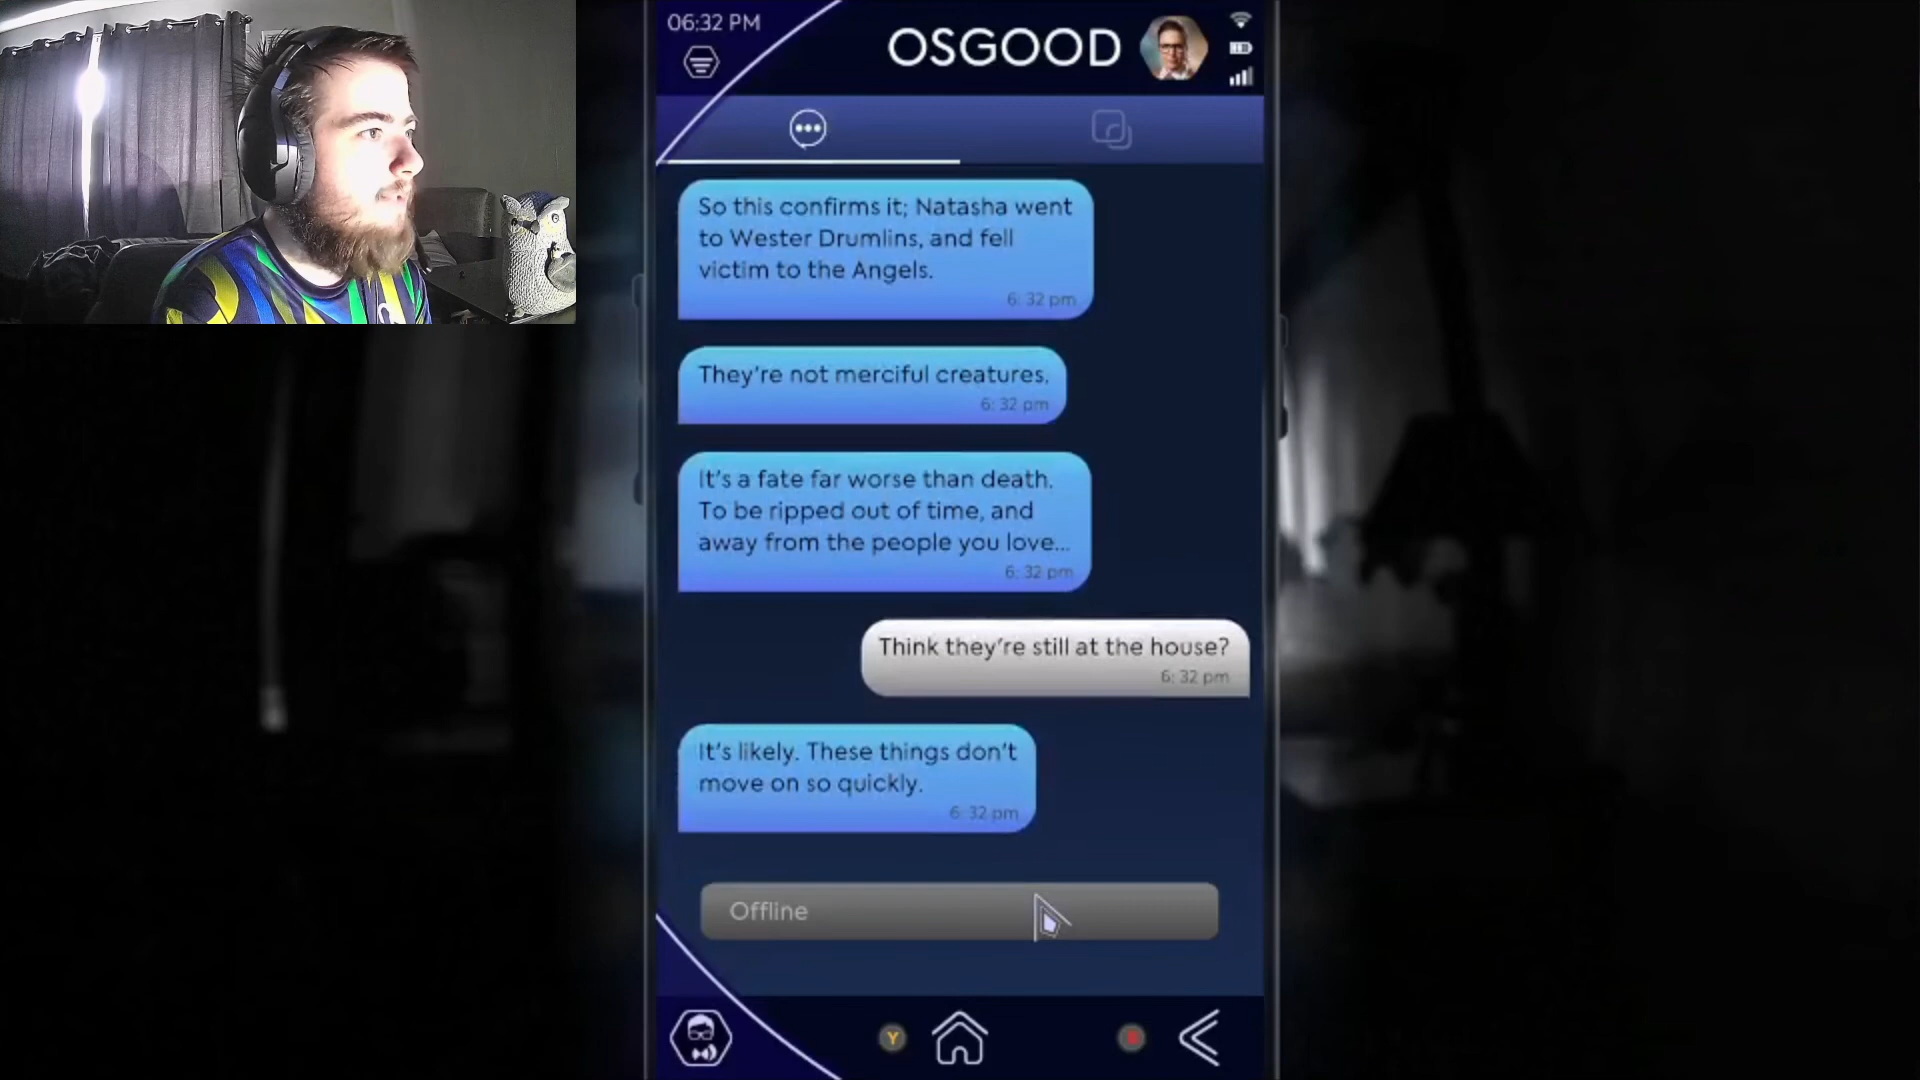 06:32 PM
OSGOOD
So this confirms it; Natasha went
to Wester Drumlins, and fell
victim to the Angels.
6: 32 pm
They're not merciful creatures.
6: 32 pm
It's a fate far worse than death.
To be ripped out of time, and
away from the people you love...
6: 32 pm
Think they're still at the house?
6: 32 pm
It's likely. These things don't
move on so quickly.
6: 32 pm
Offline
Y